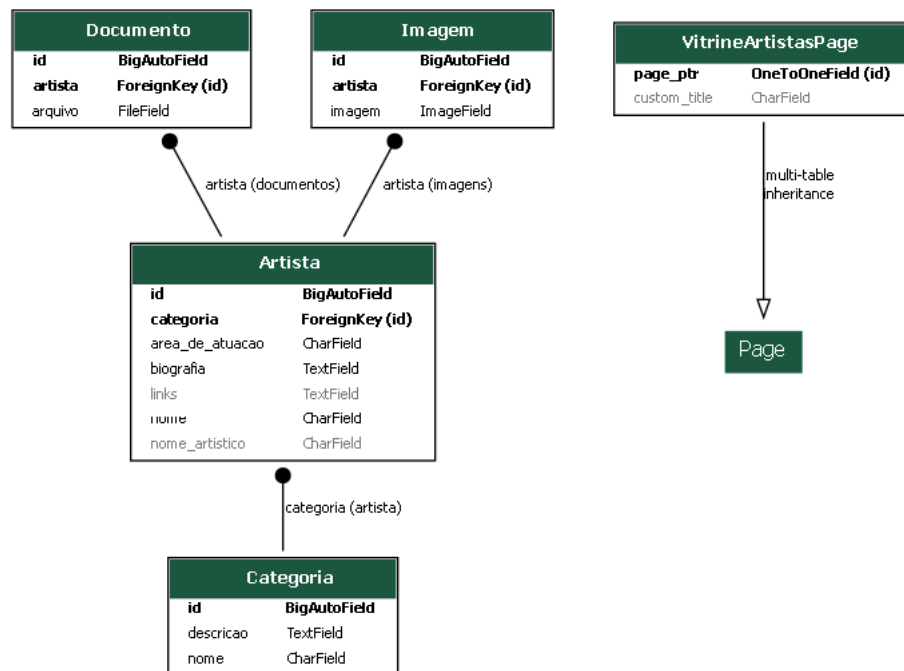 Documento
id BigAutoField
artista ForeignKey (id)
arquivo FileField
Imagem
id BigAutoField
artista ForeignKey (id)
imagem ImageField
VitrineArtistasPage
page_ptr OneToOneField (id)
custom_title CharField
artista (documentos)
artista (imagens)
multi-table
inheritance
Artista
id BigAutoField
categoria ForeignKey (id)
area_de_atuacao CharField
biografia TextField
links TextField
nome CharField
nome_artistico CharField
Page
categoria (artista)
Categoria
id BigAutoField
descricao TextField
nome CharField